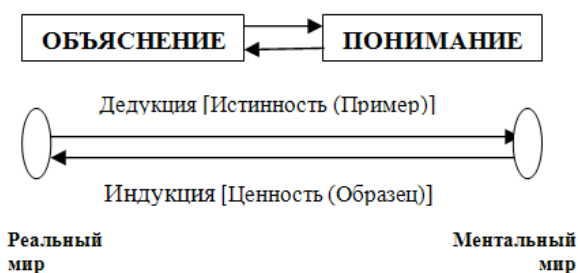 ОБЪЯСНЕНИЕ ПОНИМАНИЕ
Дедукция [Истинность (Пример)]
Индукция [Ценность (Образец)]
Реальный Ментальный
мир мир